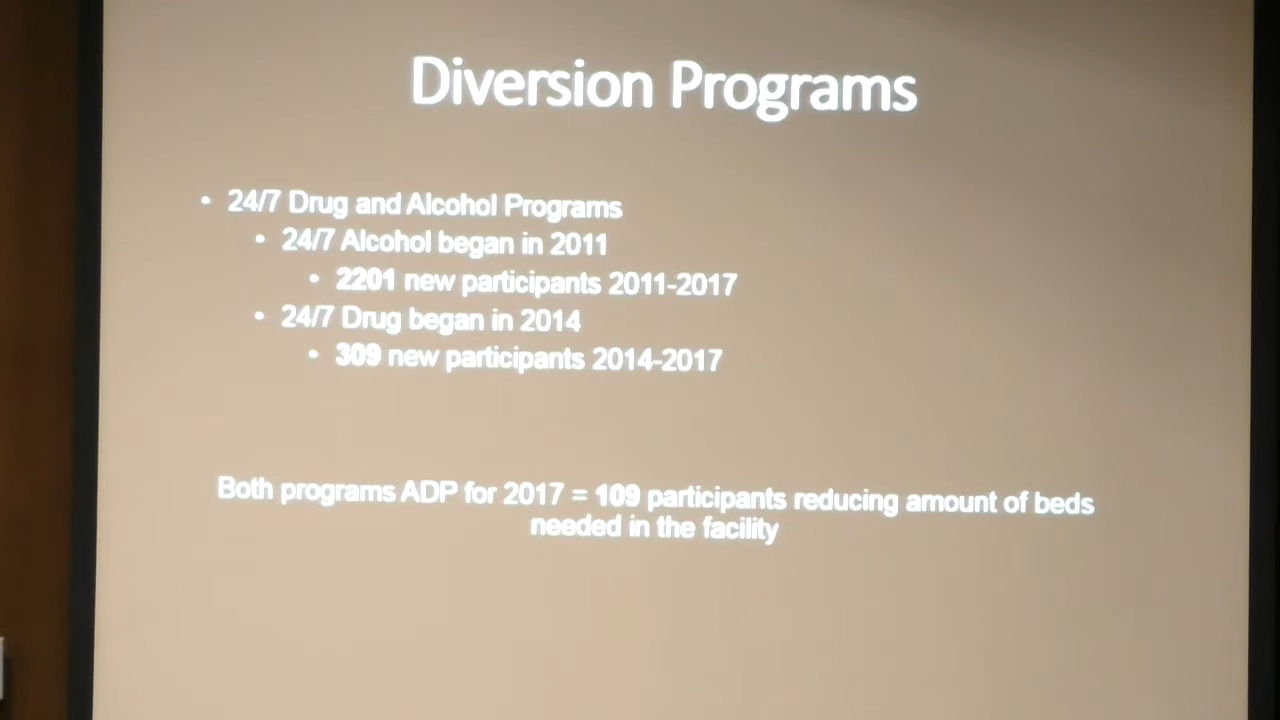 Diversion Programs
• 24/7 Drug and Alcohol Programs
• 24/7 Alcohol began in 2011
• 2201 new participants 2011-2017
• 24/7 Drug began in 2014
• 309 new participants 2014-2017
Both programs ADP for 2017 = 109 participants reducing amount of beds
needed in the facility